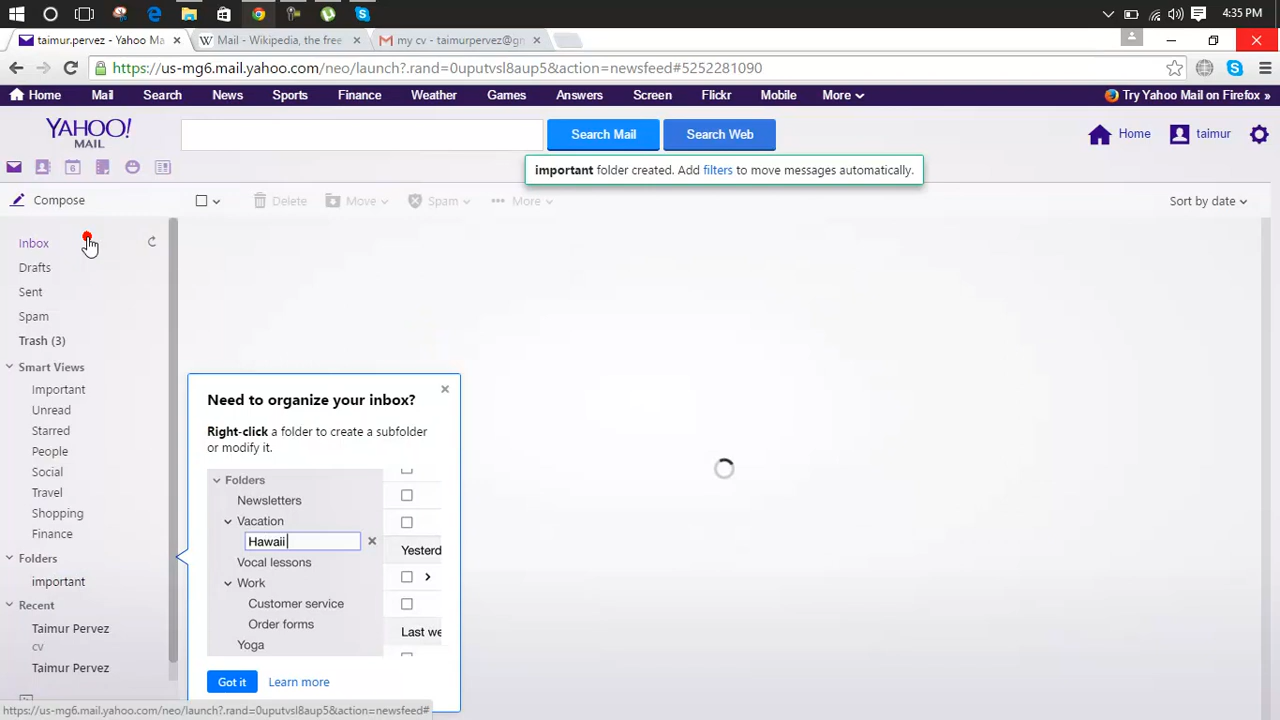 4:35 PM
taimur.pervez - Yahoo Ma
Mail - Wikipedia, the free
my cv - taimurpervez@gr
https://us-mg6.mail.yahoo.com/neo/launch?.rand=0uputvsl8aup5&action=newsfeed#5252281090
Home Mail Search News Sports Finance Weather Games Answers Screen Flickr Mobile More Try Yahoo Mail on Firefox »
YAHOO!
MAIL
Search Mail
Search Web
Home
taimur
6
important folder created. Add filters to move messages automatically.
Compose
Delete Move Spam More Sort by date
Inbox
Drafts
Sent
Spam
Trash (3)
Smart Views
Important
Unread
Starred
People
Social
Travel
Shopping
Finance
Folders
important
Recent
Taimur Pervez
cv
Taimur Pervez
Need to organize your inbox?
Right-click a folder to create a subfolder
or modify it.
Folders
Newsletters
Vacation
Hawaii
Vocal lessons
Work
Customer service
Order forms
Yoga
Yesterd
Last we
Got it
Learn more
https://us-mg6.mail.yahoo.com/neo/launch?.rand=0uputvsl8aup5&action=newsfeed#